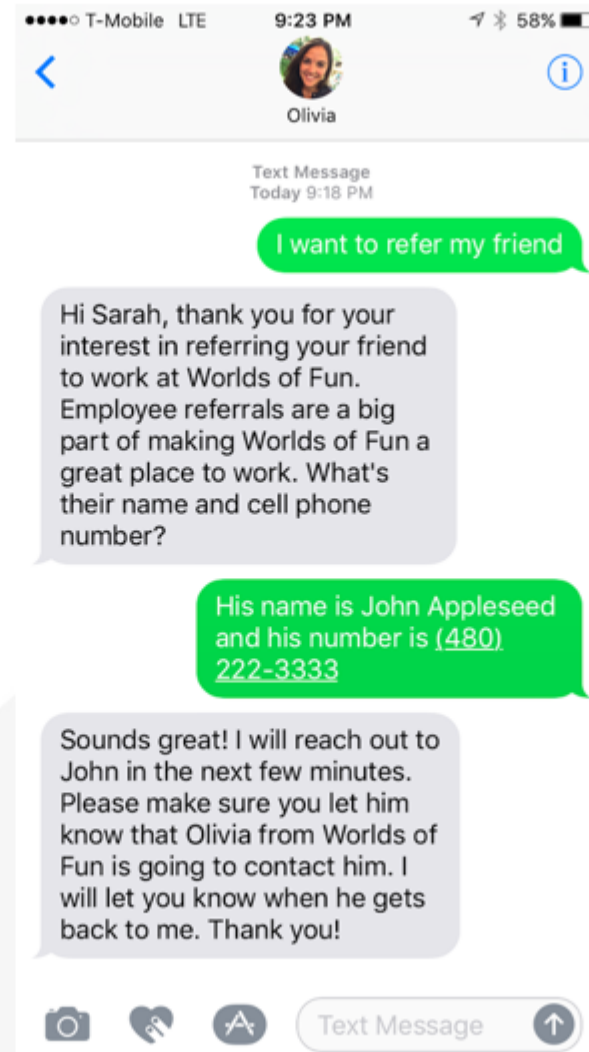 T-Mobile LTE 9:23 PM 58%
Olivia
Text Message
Today 9:18 PM
I want to refer my friend
Hi Sarah, thank you for your
interest in referring your friend
to work at Worlds of Fun.
Employee referrals are a big
part of making Worlds of Fun a
great place to work. What's
their name and cell phone
number?
His name is John Appleseed
and his number is (480)
222-3333
Sounds great! I will reach out to
John in the next few minutes.
Please make sure you let him
know that Olivia from Worlds of
Fun is going to contact him. I
will let you know when he gets
back to me. Thank you!
Text Message